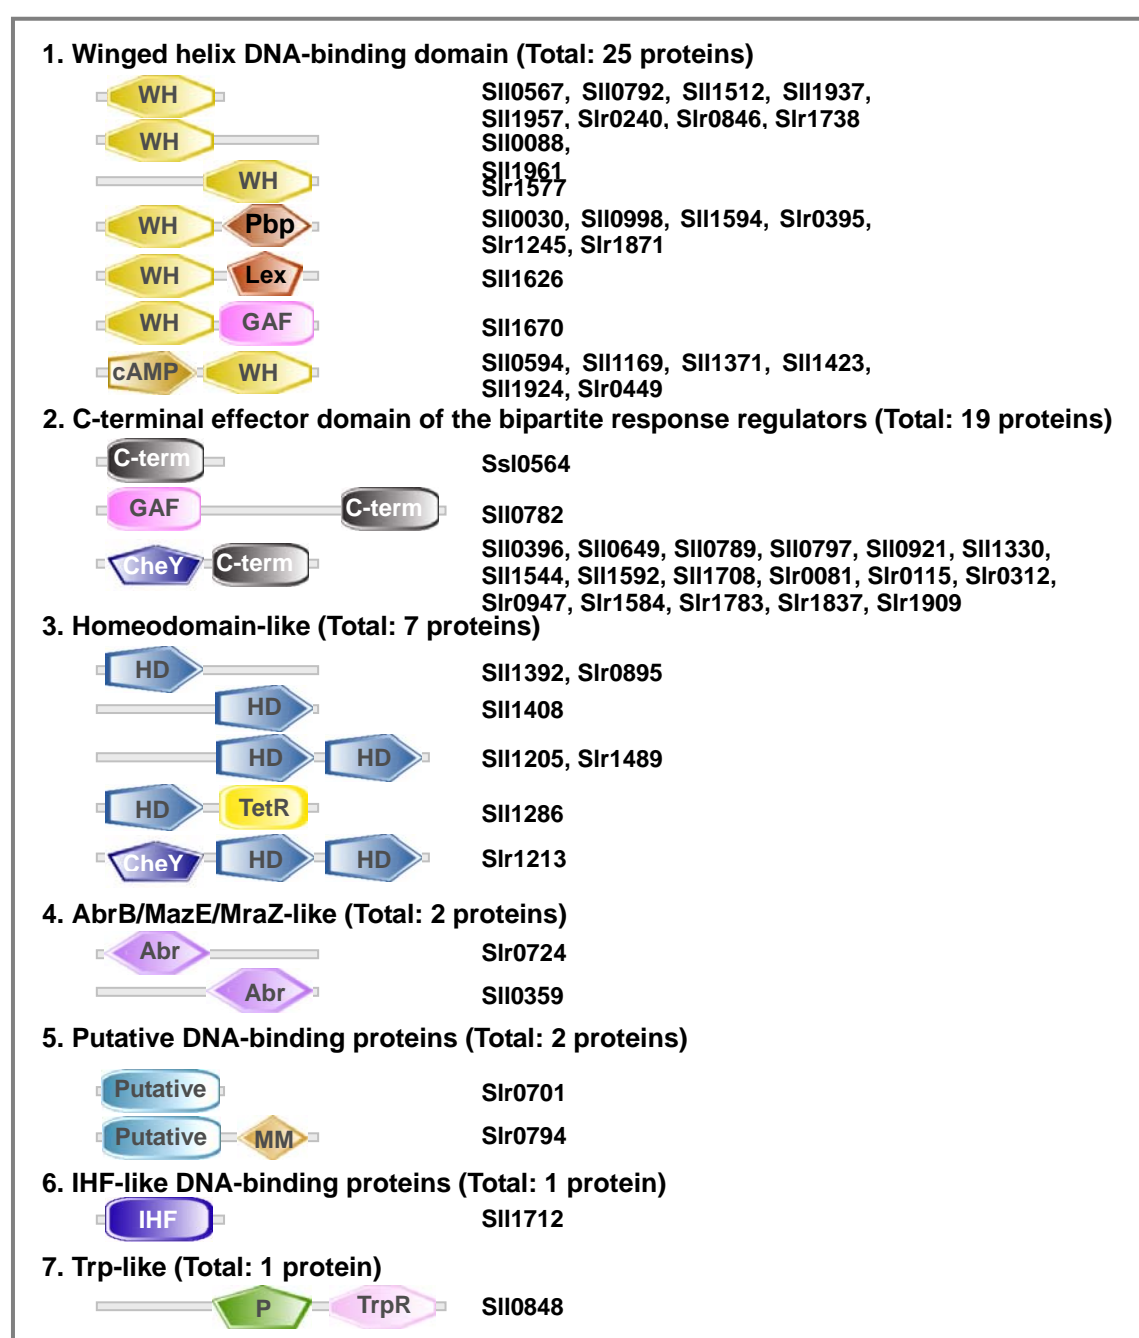 1. Winged helix DNA-binding domain (Total: 25 proteins)
WH
Sll0567, Sll0792, Sll1512, Sll1937,
Sll1957, Slr0240, Slr0846, Slr1738
WH
Sll0088,
Sll1961
WH
Slr1577
WH Pbp
Sll0030, Sll0998, Sll1594, Slr0395,
Slr1245, Slr1871
WH Lex
Sll1626
WH GAF
Sll1670
cAMP WH
Sll0594, Sll1169, Sll1371, Sll1423,
Sll1924, Slr0449
2. C-terminal effector domain of the bipartite response regulators (Total: 19 proteins)
C-term
Ssl0564
GAF C-term
Sll0782
CheY C-term
Sll0396, Sll0649, Sll0789, Sll0797, Sll0921, Sll1330,
Sll1544, Sll1592, Sll1708, Slr0081, Slr0115, Slr0312,
Slr0947, Slr1584, Slr1783, Slr1837, Slr1909
3. Homeodomain-like (Total: 7 proteins)
HD
Sll1392, Slr0895
HD
Sll1408
HD HD
Sll1205, Slr1489
HD TetR
Sll1286
CheY HD HD
Slr1213
4. AbrB/MazE/MraZ-like (Total: 2 proteins)
Abr
Slr0724
Abr
Sll0359
5. Putative DNA-binding proteins (Total: 2 proteins)
Putative
Slr0701
Putative MM
Slr0794
6. IHF-like DNA-binding proteins (Total: 1 protein)
IHF
Sll1712
7. Trp-like (Total: 1 protein)
P TrpR
Sll0848